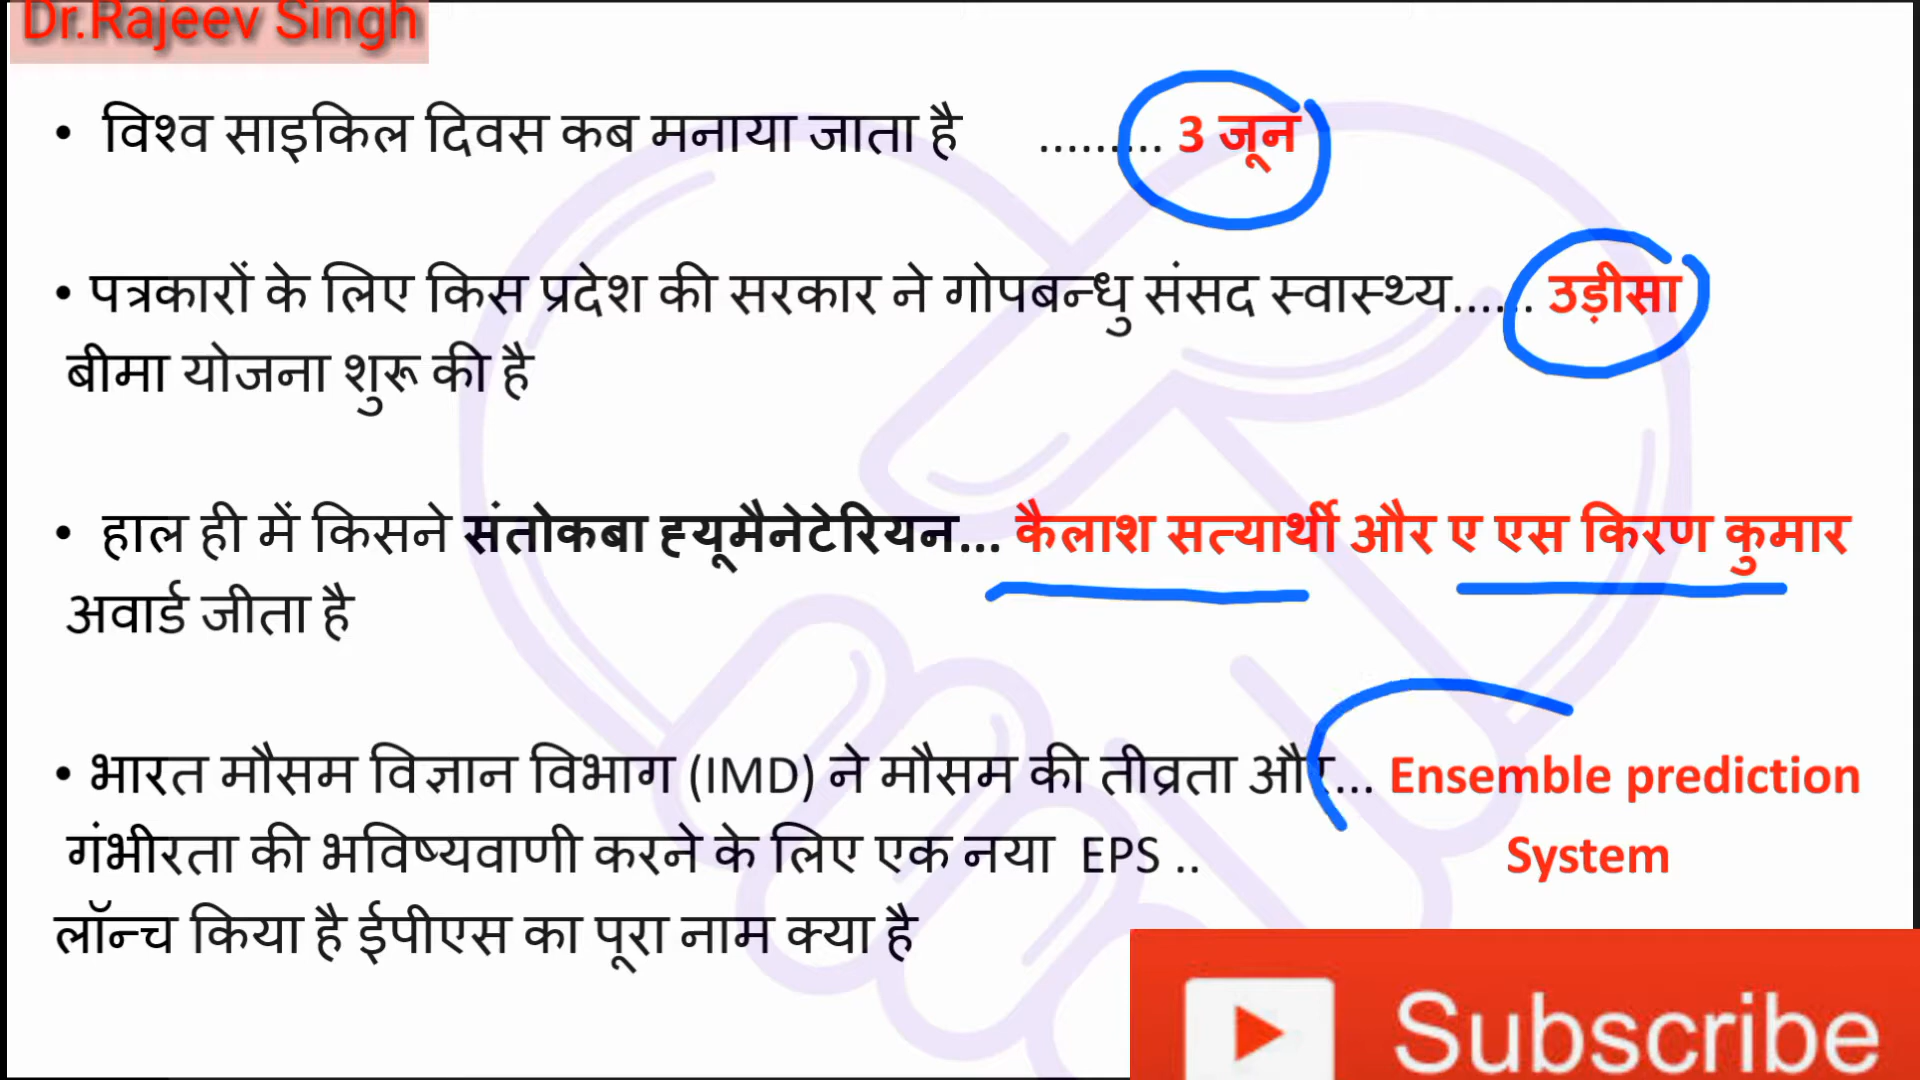 Dr.Rajeev Singh
• विश्व साइकिल दिवस कब मनाया जाता है ......... 3 जून
• पत्रकारों के लिए किस प्रदेश की सरकार ने गोपबन्धु संसद स्वास्थ्य...... उड़ीसा
बीमा योजना शुरू की है
• हाल ही में किसने संतोकबा ह्यूमैनेटेरियन... कैलाश सत्यार्थी और ए एस किरण कुमार
अवार्ड जीता है
• भारत मौसम विज्ञान विभाग (IMD) ने मौसम की तीव्रता और... Ensemble prediction
गंभीरता की भविष्यवाणी करने के लिए एक नया EPS .. System
लॉन्च किया है ईपीएस का पूरा नाम क्या है
Subscribe